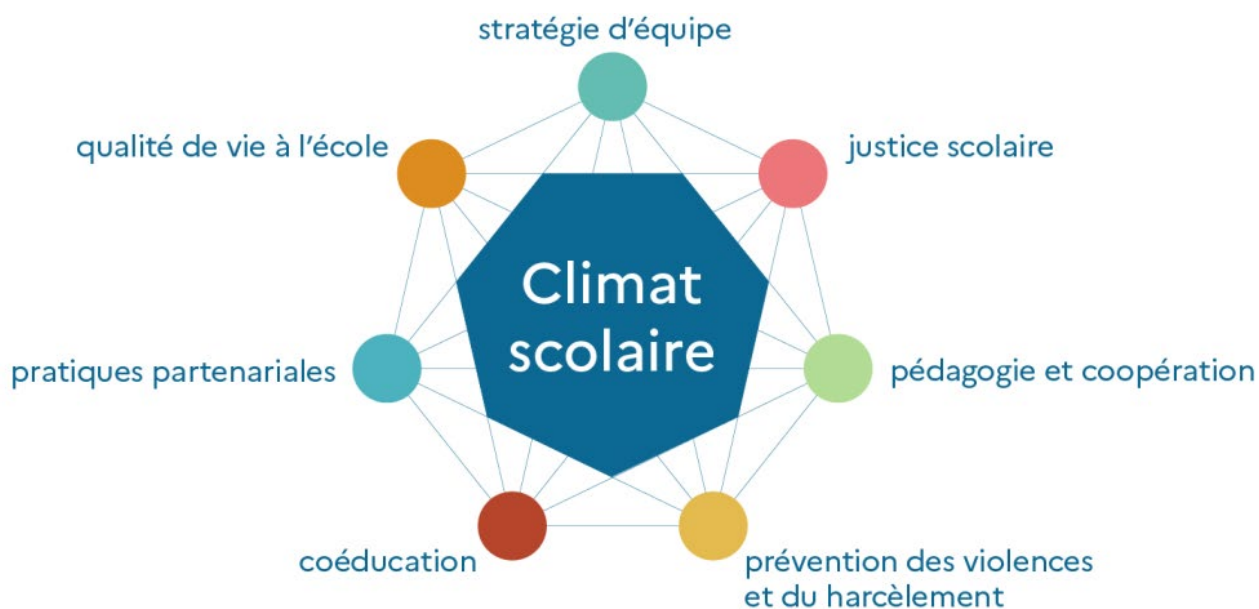 stratégie d’équipe
qualité de vie à l’école
justice scolaire
Climat
scolaire
pratiques partenariales
pédagogie et coopération
coéducation
prévention des violences
et du harcèlement